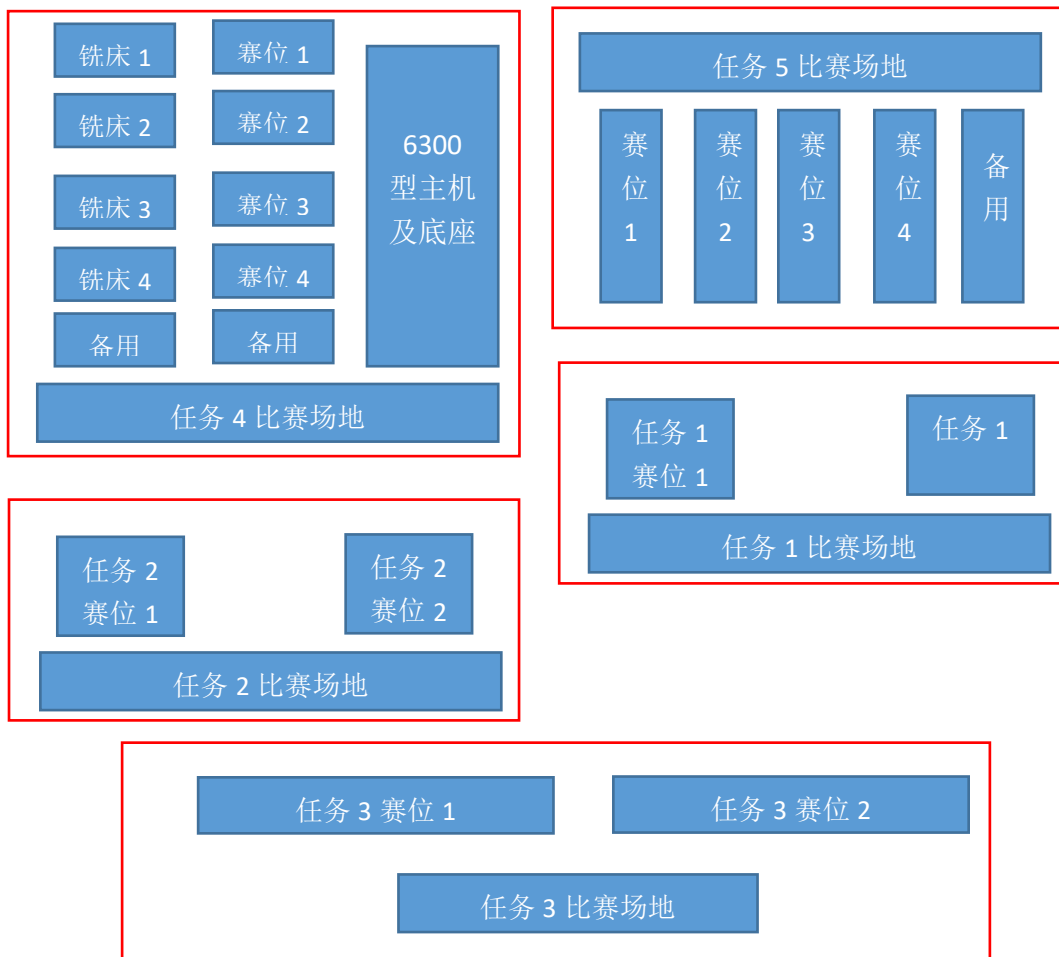 铣床 1
赛位 1
铣床 2
赛位 2
铣床 3
赛位 3
铣床 4
赛位 4
备用
备用
6300
型主机
及底座
任务 4 比赛场地
任务 5 比赛场地
赛位 1
赛位 2
赛位 3
赛位 4
备用
任务 1
赛位 1
任务 1
任务 1 比赛场地
任务 2
赛位 1
任务 2
赛位 2
任务 2 比赛场地
任务 3 赛位 1
任务 3 赛位 2
任务 3 比赛场地